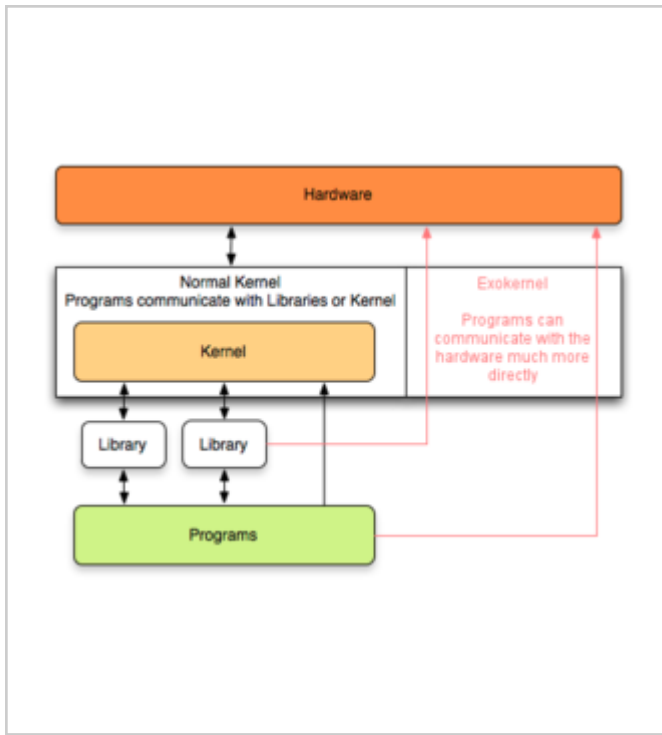 Hardware
Normal Kernel
Programs communicate with Libraries or Kernel
Kernel
Exokernel
Programs can
communicate with the
hardware much more
directly
Library
Library
Programs